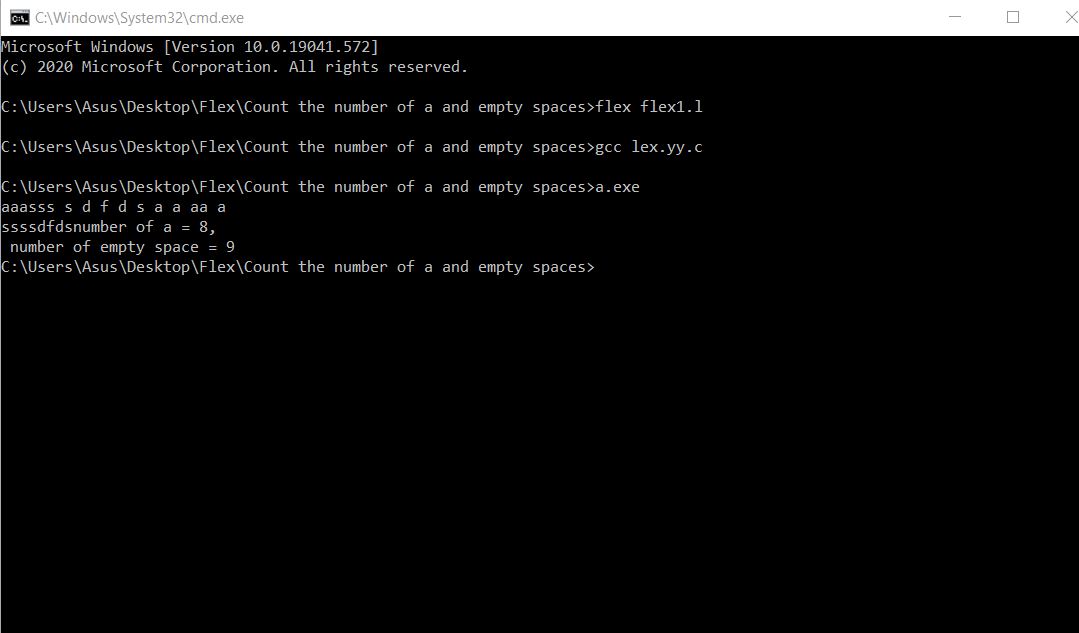 C:\Windows\System32\cmd.exe
Microsoft Windows [Version 10.0.19041.572]
(c) 2020 Microsoft Corporation. All rights reserved.
C:\Users\Asus\Desktop\Flex\Count the number of a and empty spaces>flex flex1.l
C:\Users\Asus\Desktop\Flex\Count the number of a and empty spaces>gcc lex.yy.c
C:\Users\Asus\Desktop\Flex\Count the number of a and empty spaces>a.exe
aaasss s d f d s a a aa a
ssssdfdsnumber of a = 8,
 number of empty space = 9
C:\Users\Asus\Desktop\Flex\Count the number of a and empty spaces>